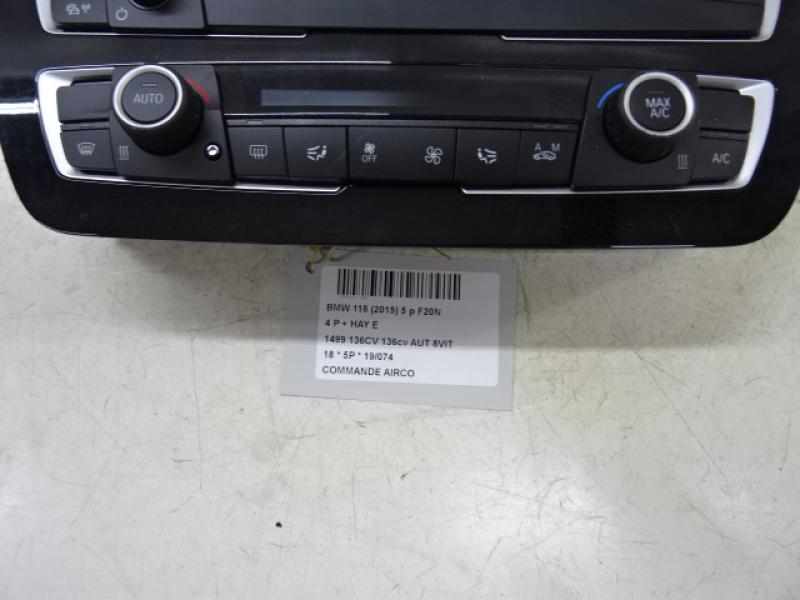 AUTO
MAX
A/C
OFF
A M
A/C
BMW 118 (2015) 5 p F20N
4 P + HAY E
1499 136CV 136cv AUT 8VIT
18 * 5P * 19/074
COMMANDE AIRCO